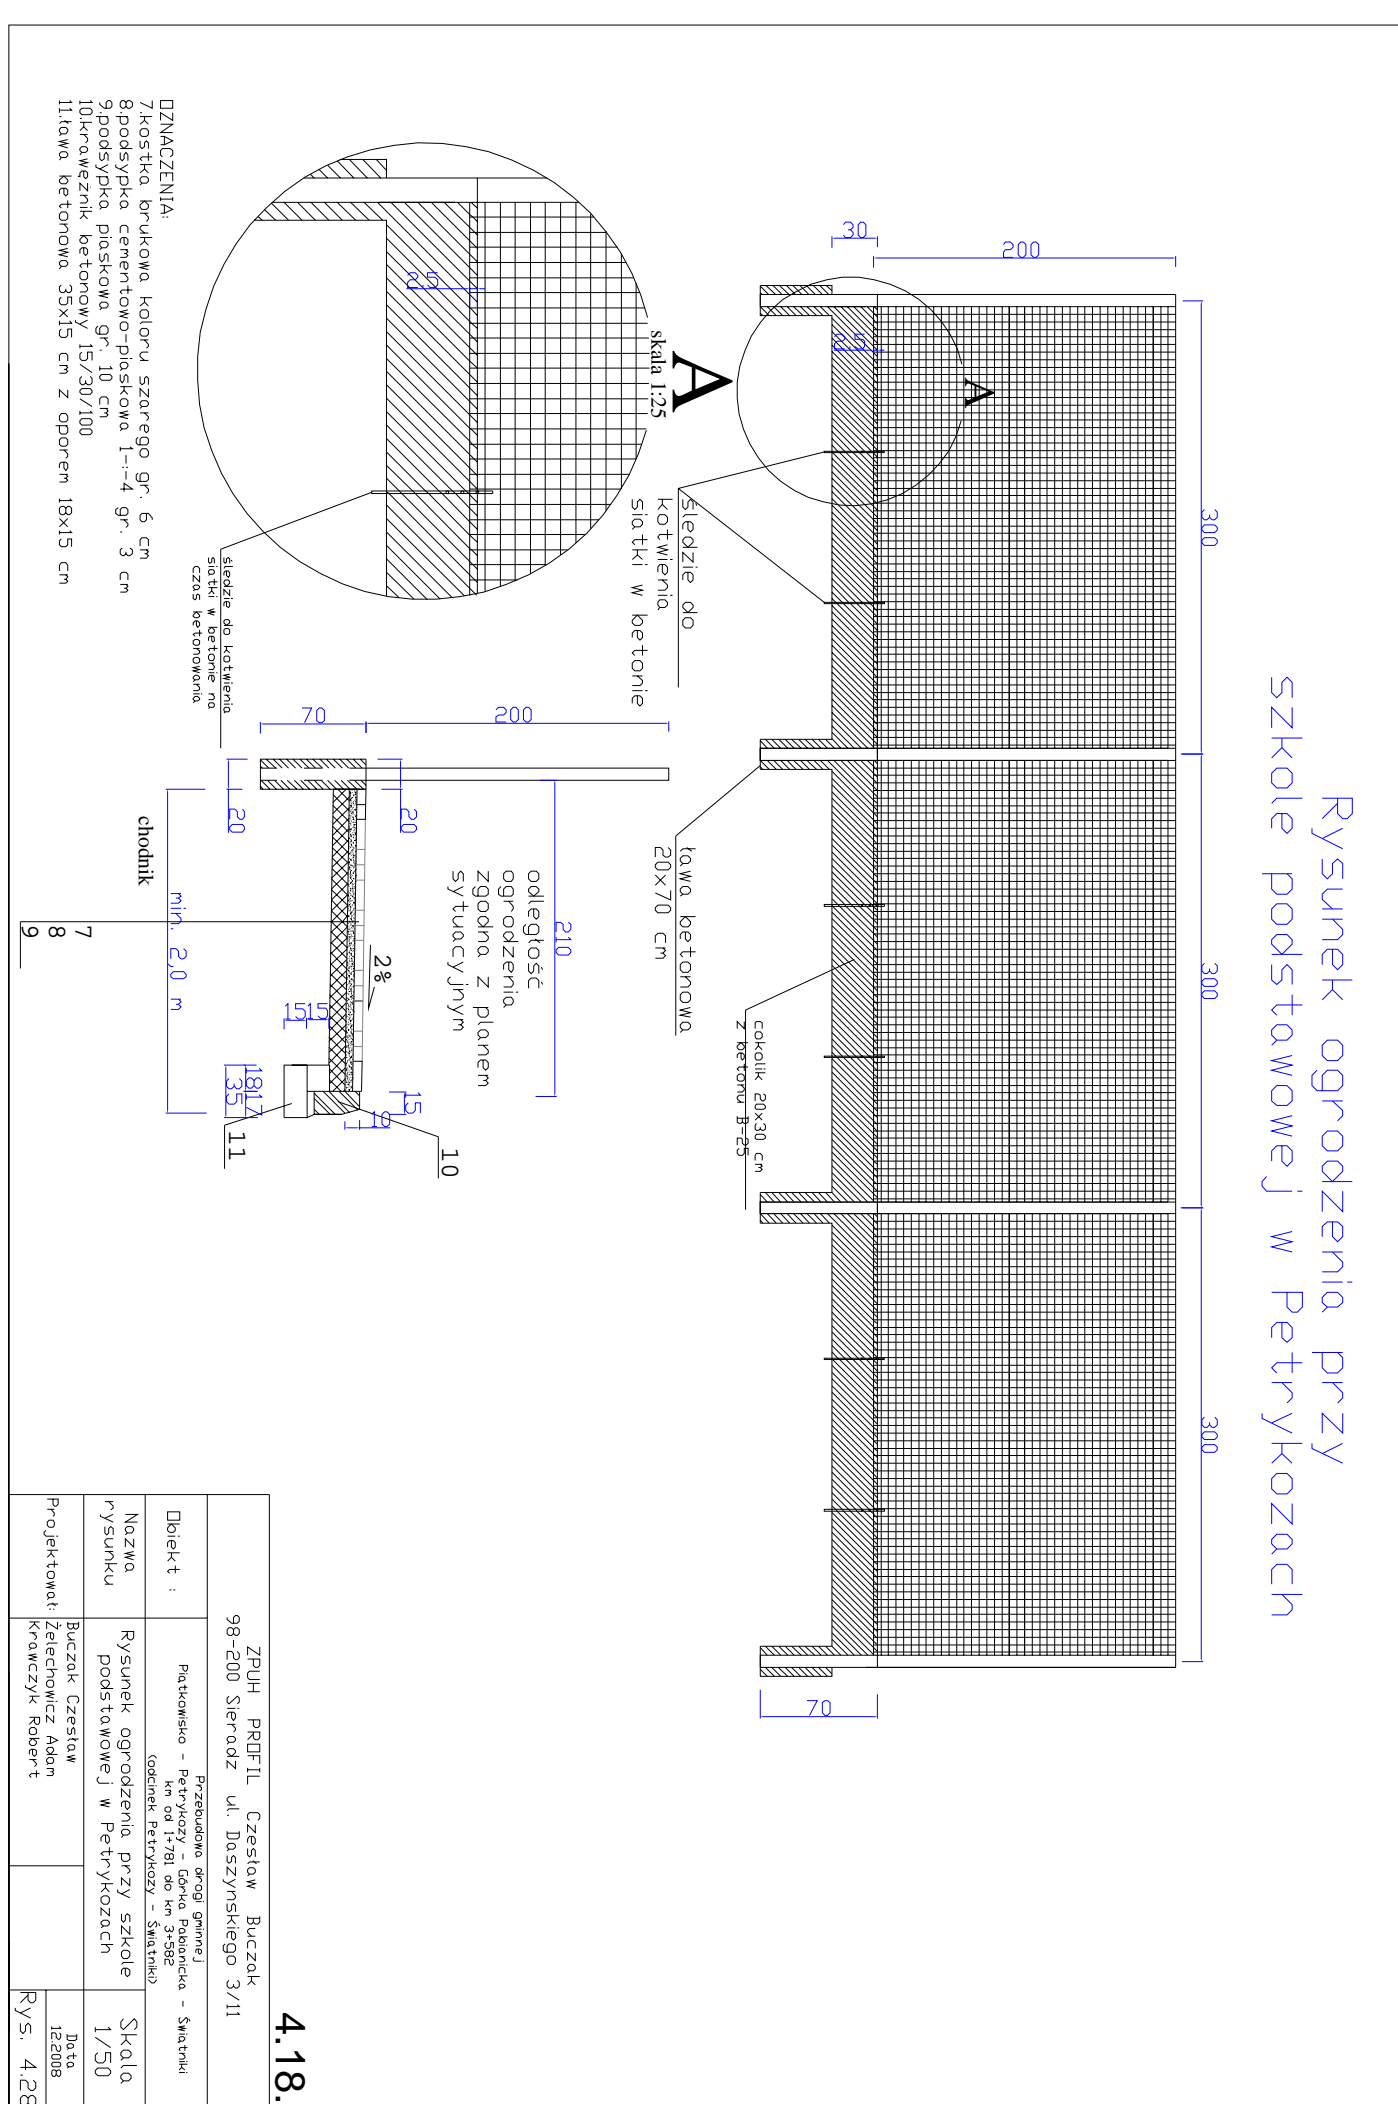 Rysunek ogrodzenia przy
szkole podstawowej w Petrykozach
200
30
2.5
A
300
300
300
70
śledzie do
kotwienia
siatki w betonie
ława betonowa
20x70 cm
cokolik 20x30 cm
z betonu B-25
A
skala 1:25
2.5
śledzie do kotwienia
siatki w betonie na
czas betonowania
70
200
20
20
210
odległość
ogrodzenia
zgodna z planem
sytuacyjnym
2%
chodnik
min. 2,0 m
7
8
9
15
15
18
17
35
15
10
10
11
OZNACZENIA:
7.kostka brukowa koloru szarego gr. 6 cm
8.podsypka cementowo-piaskowa 1-:-4 gr. 3 cm
9.podsypka piaskowa gr. 10 cm
10.krawężnik betonowy 15/30/100
11.ława betonowa 35x15 cm z oporem 18x15 cm
4.18.
ZPUH PROFIL Czesław Buczak
98-200 Sieradz ul. Daszynskiego 3/11
Obiekt :
Przebudowa drogi gminnej
Piątkowisko - Petrykozy - Górka Pabianicka - Świątniki
km od 1+781 do km 3+582
(odcinek Petrykozy - Świątniki)
Nazwa
rysunku
Rysunek ogrodzenia przy szkole
podstawowej w Petrykozach
Skala
1/50
Projektował:
Buczak Czesław
Żelechowicz Adam
Krawczyk Robert
Data
12.2008
Rys. 4.28